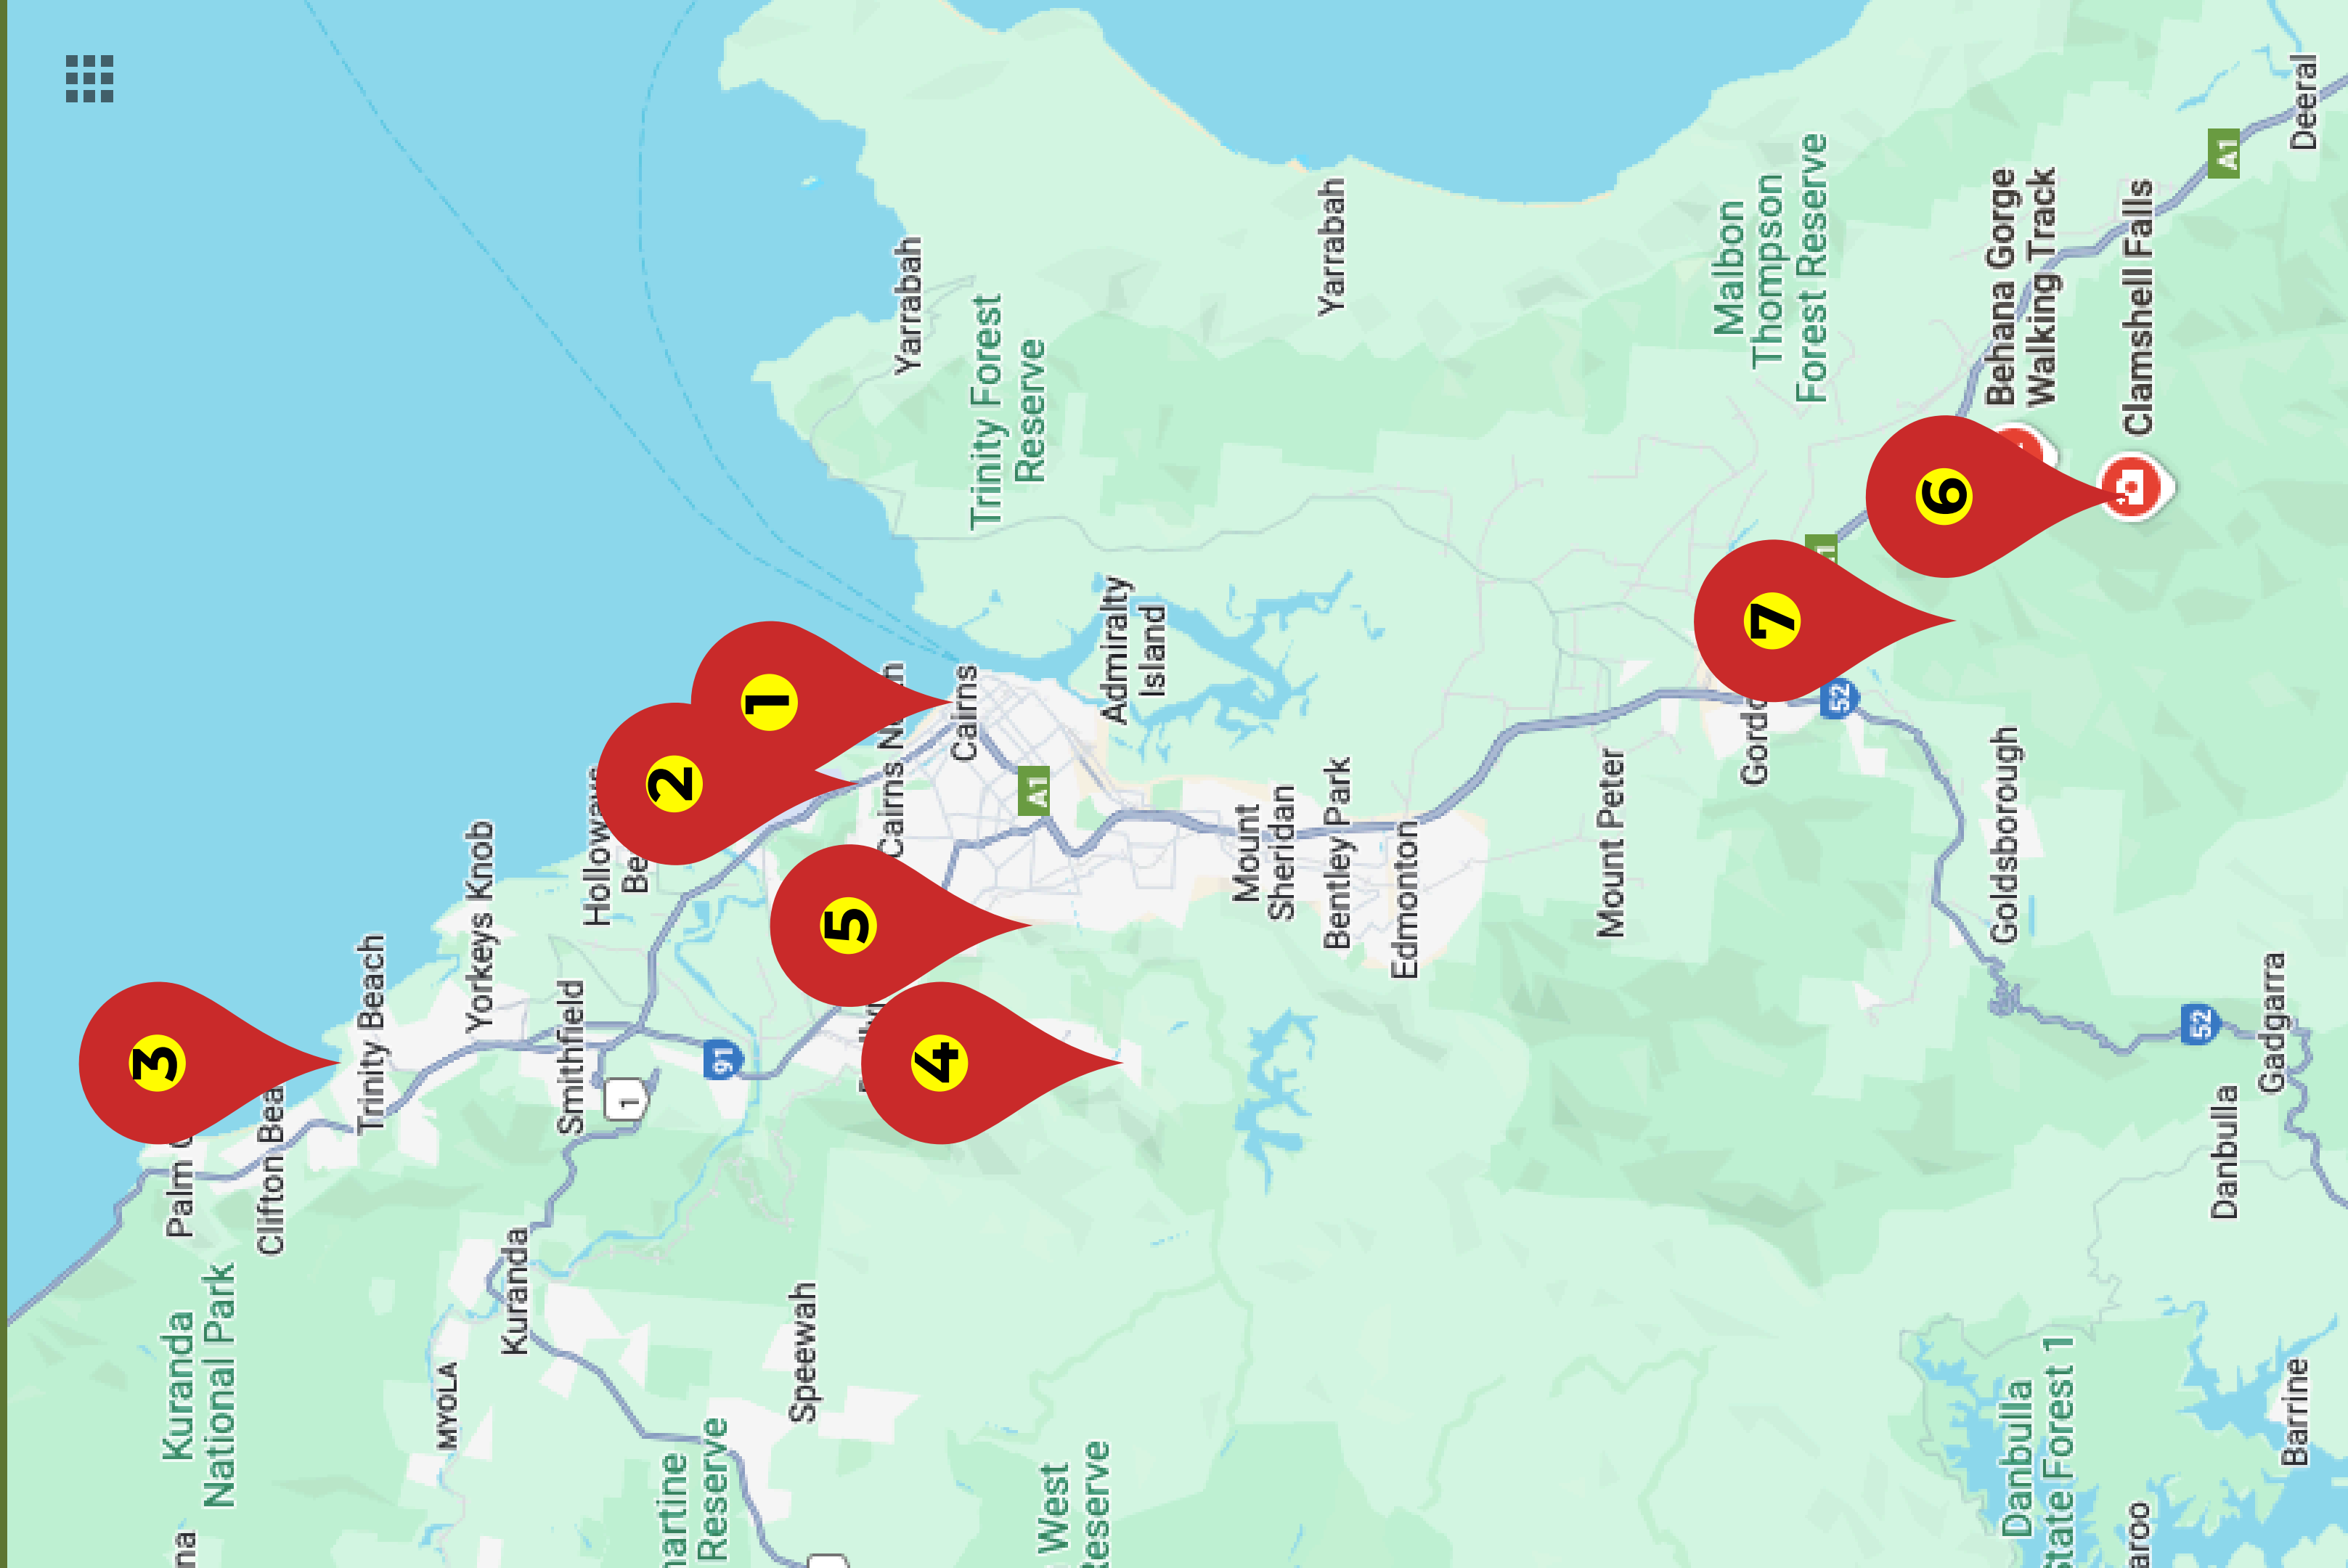 Kuranda
National Park
Palm
Clifton Bea
3
Trinity Beach
Yorkeys Knob
Holloways
Be
Smithfield
1
91
Kuranda
MYOLA
Speewah
Reserve
West
2
1
Cairns N
Cairns
A1
5
4
Admiralty
Island
Yarrabah
Trinity Forest
Reserve
Yarrabah
Mount
Sheridan
Bentley Park
Edmonton
Mount Peter
Malbon
Thompson
Forest Reserve
7
6
52
Goldsborough
Behana Gorge
Walking Track
Clamshell Falls
A1
Deeral
52
Gadgarra
Danbulla
Danbulla
State Forest 1
Barrine